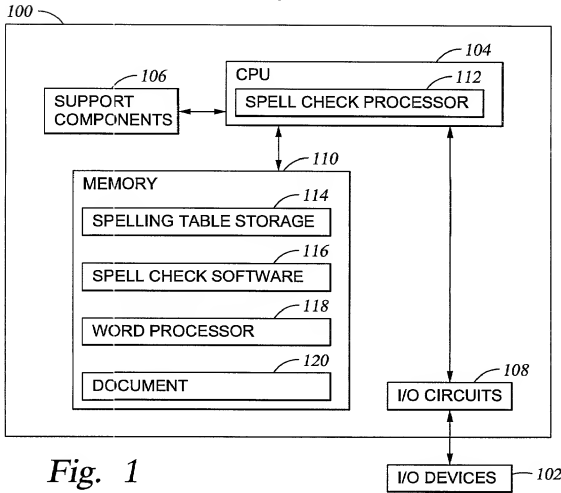 100
104
CPU
112
SPELL CHECK PROCESSOR
106
SUPPORT
COMPONENTS
110
MEMORY
114
SPELLING TABLE STORAGE
116
SPELL CHECK SOFTWARE
118
WORD PROCESSOR
120
DOCUMENT
108
I/O CIRCUITS
Fig. 1
I/O DEVICES
102